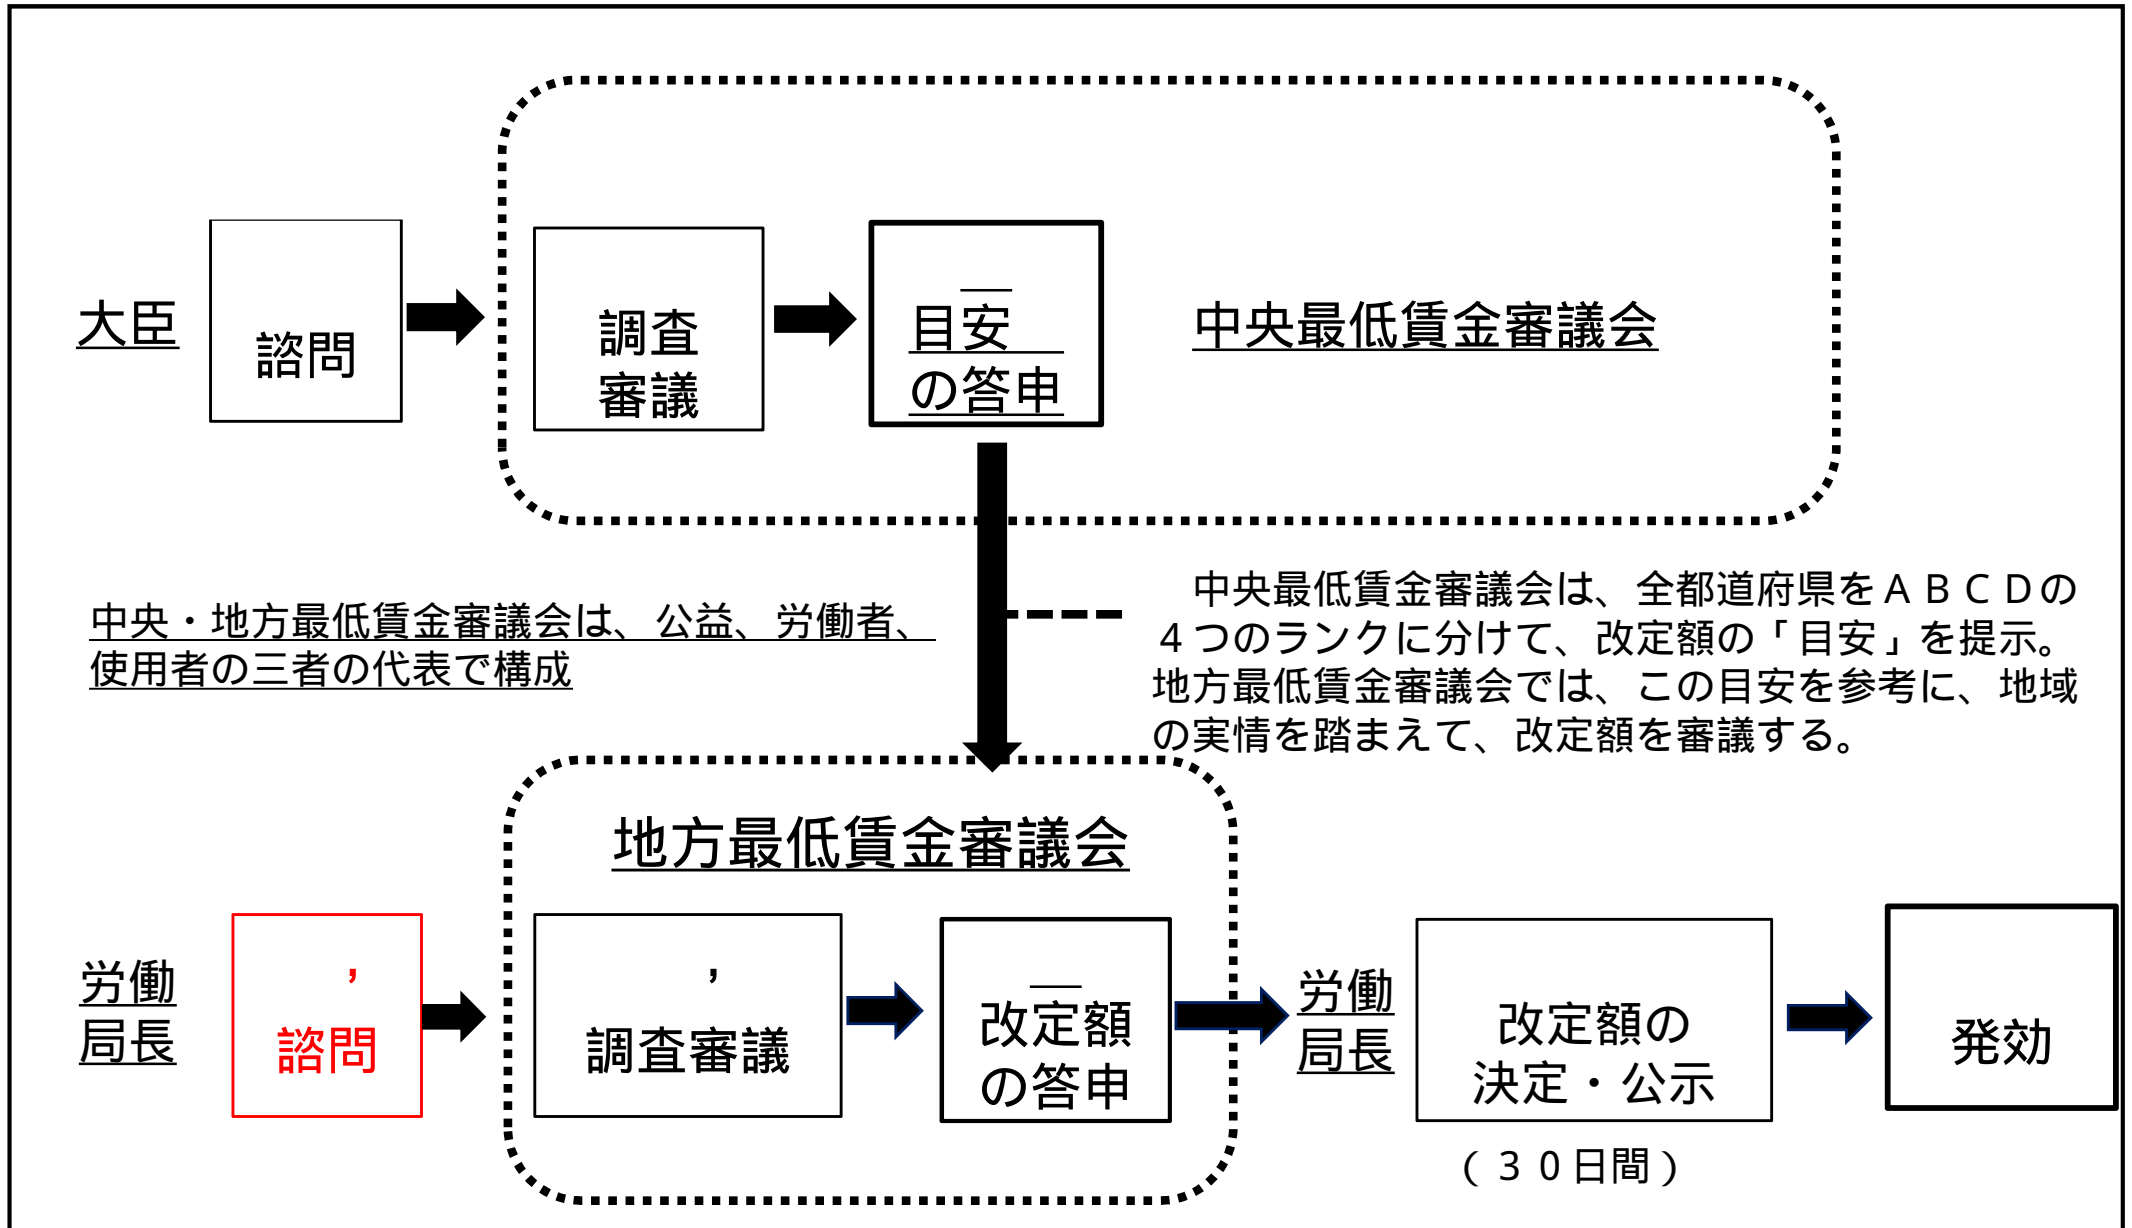 大臣
諮問
調査
審議
目安
の答申
中央最低賃金審議会
中央・地方最低賃金審議会は、公益、労働者、
使用者の三者の代表で構成
中央最低賃金審議会は、全都道府県をＡＢＣＤの
４つのランクに分けて、改定額の「目安」を提示。
地方最低賃金審議会では、この目安を参考に、地域
の実情を踏まえて、改定額を審議する。
地方最低賃金審議会
労働
局長
，
諮問
，
調査審議
改定額
の答申
労働
局長
改定額の
決定・公示
（３０日間）
発効